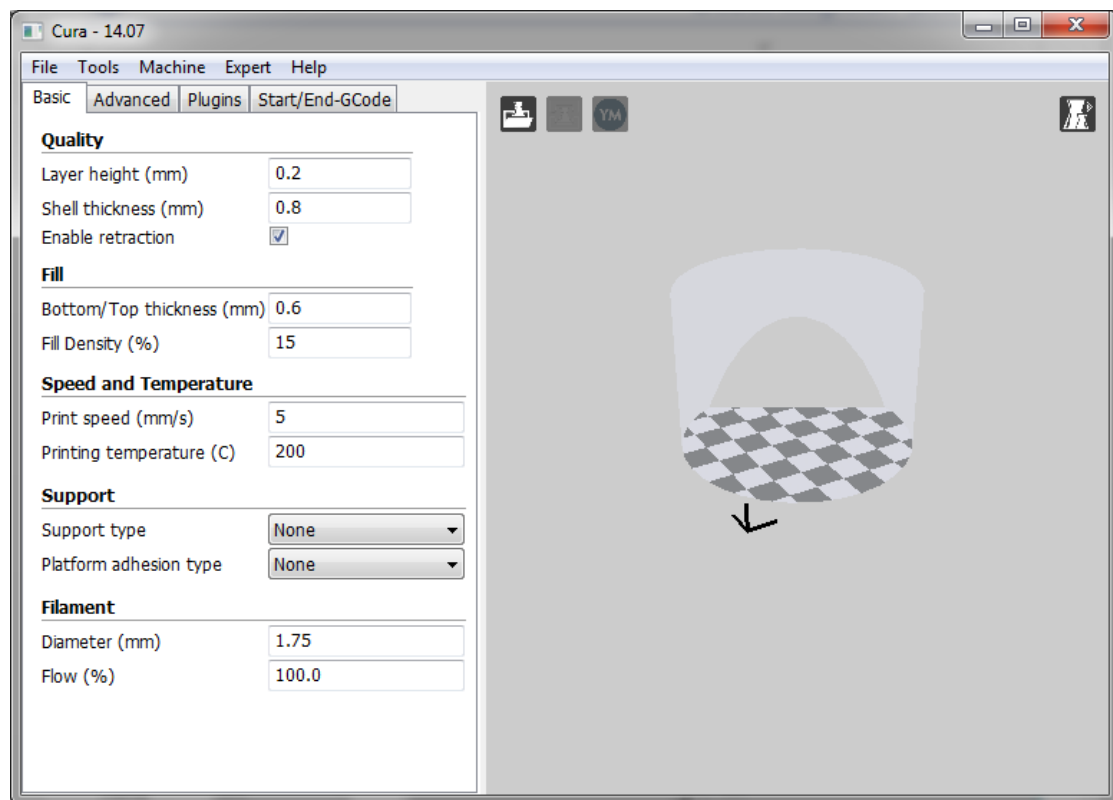 Cura - 14.07
File Tools Machine Expert Help
Basic Advanced Plugins Start/End-GCode
Quality
Layer height (mm) 0.2
Shell thickness (mm) 0.8
Enable retraction
Fill
Bottom/Top thickness (mm) 0.6
Fill Density (%) 15
Speed and Temperature
Print speed (mm/s) 5
Printing temperature (C) 200
Support
Support type None
Platform adhesion type None
Filament
Diameter (mm) 1.75
Flow (%) 100.0
YM